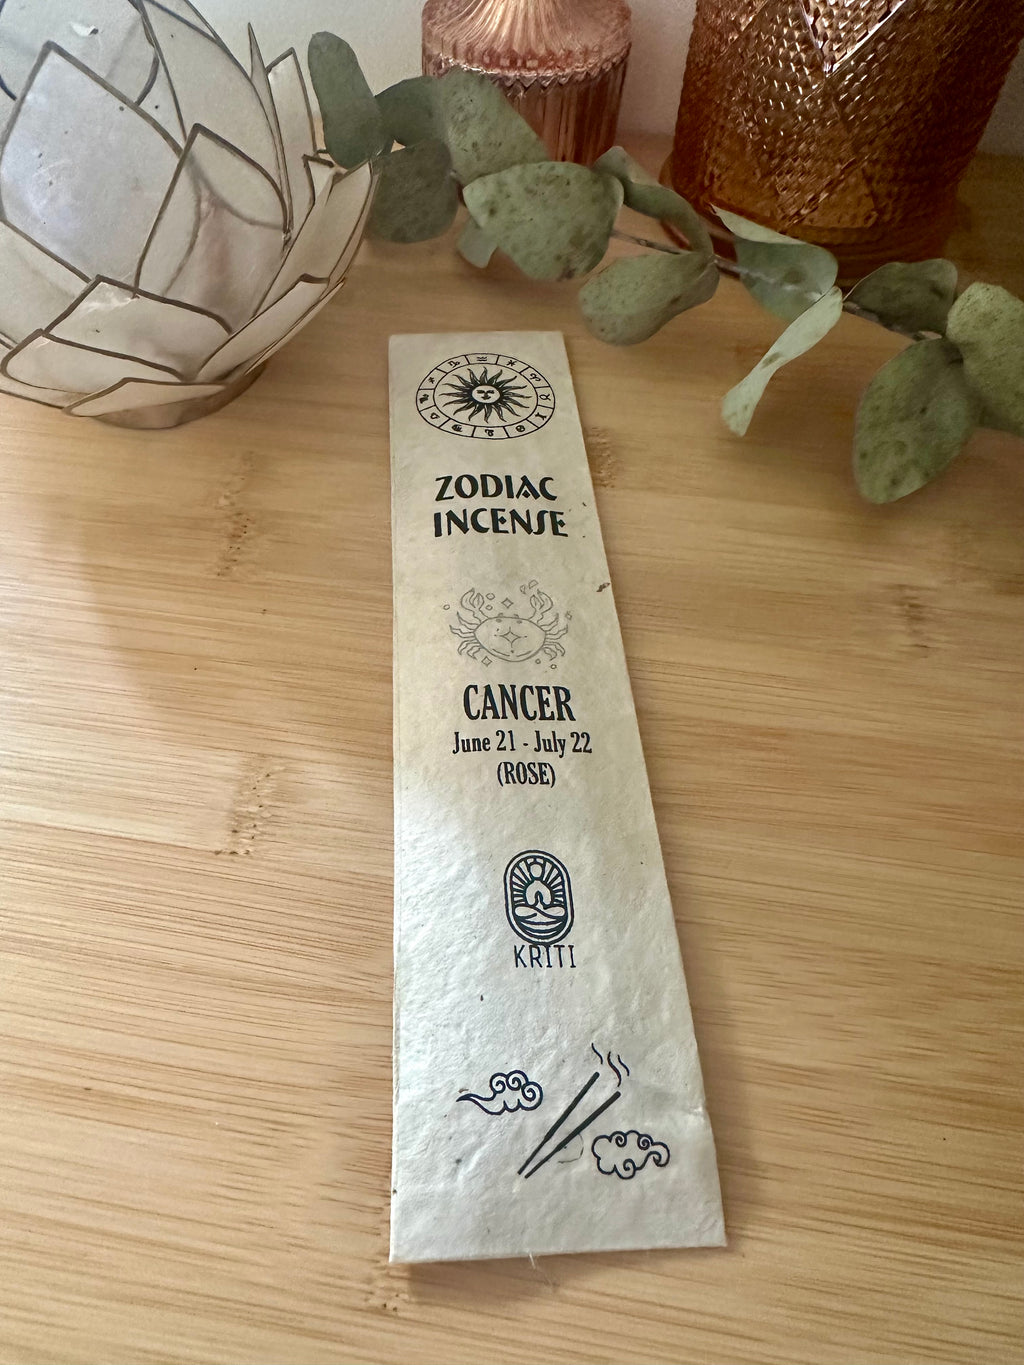 ZODIAC
INCENSE
CANCER
June 21 - July 22
(ROSE)
KRITI